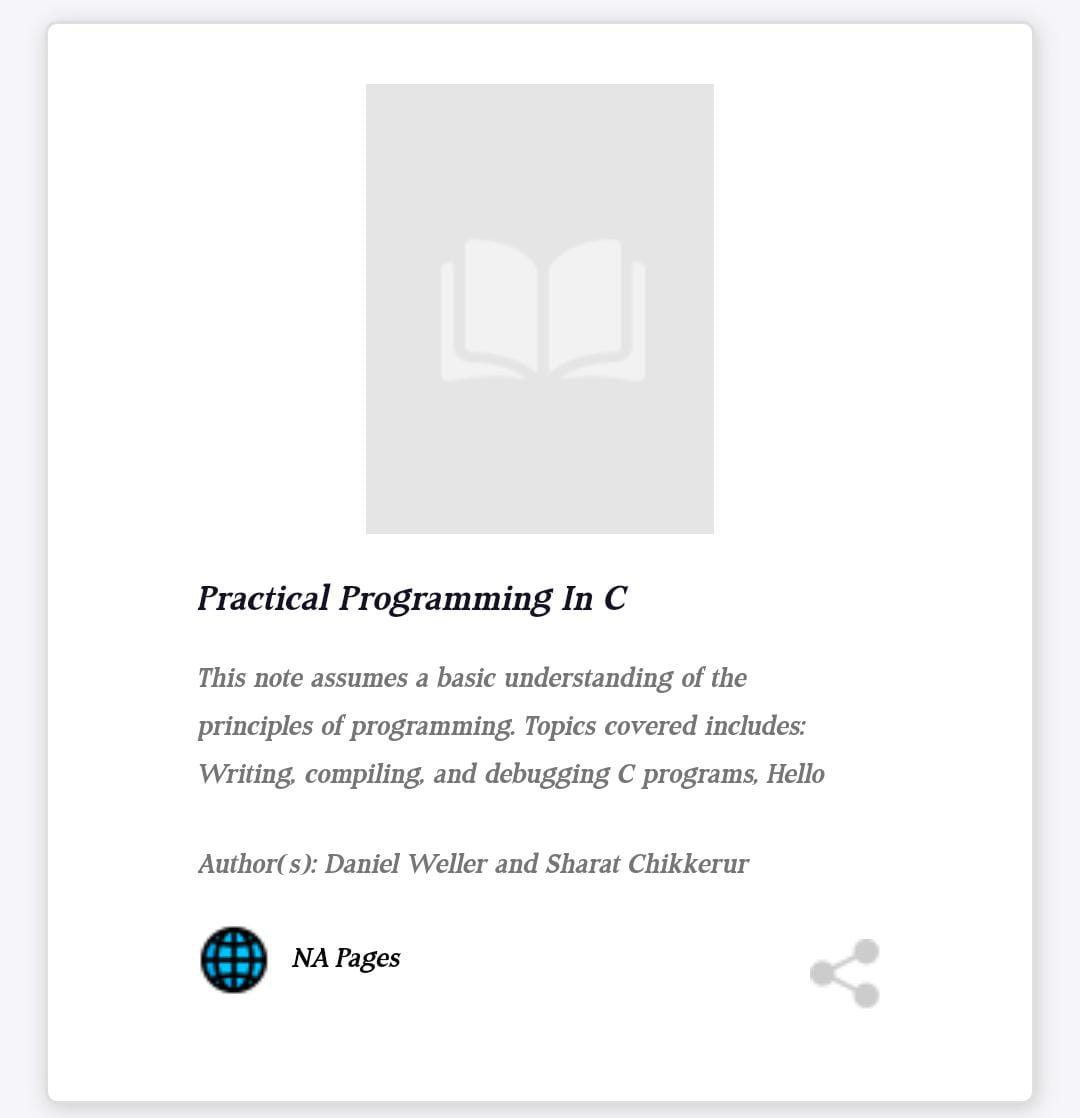 Practical Programming In C
This note assumes a basic understanding of the
principles of programming. Topics covered includes:
Writing, compiling, and debugging C programs, Hello
Author(s): Daniel Weller and Sharat Chikkerur
NA Pages